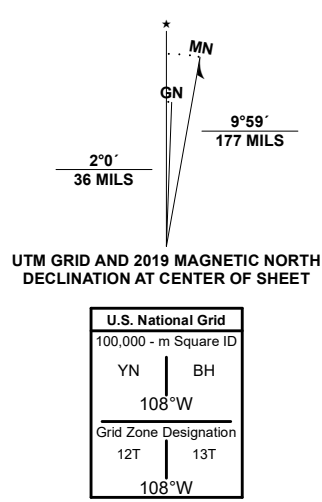 ★
MN
GN
9°59´
177 MILS
2°0´
36 MILS
UTM GRID AND 2019 MAGNETIC NORTH
DECLINATION AT CENTER OF SHEET
U.S. National Grid
100,000 - m Square ID
YN BH
108°W
Grid Zone Designation
12T 13T
108°W